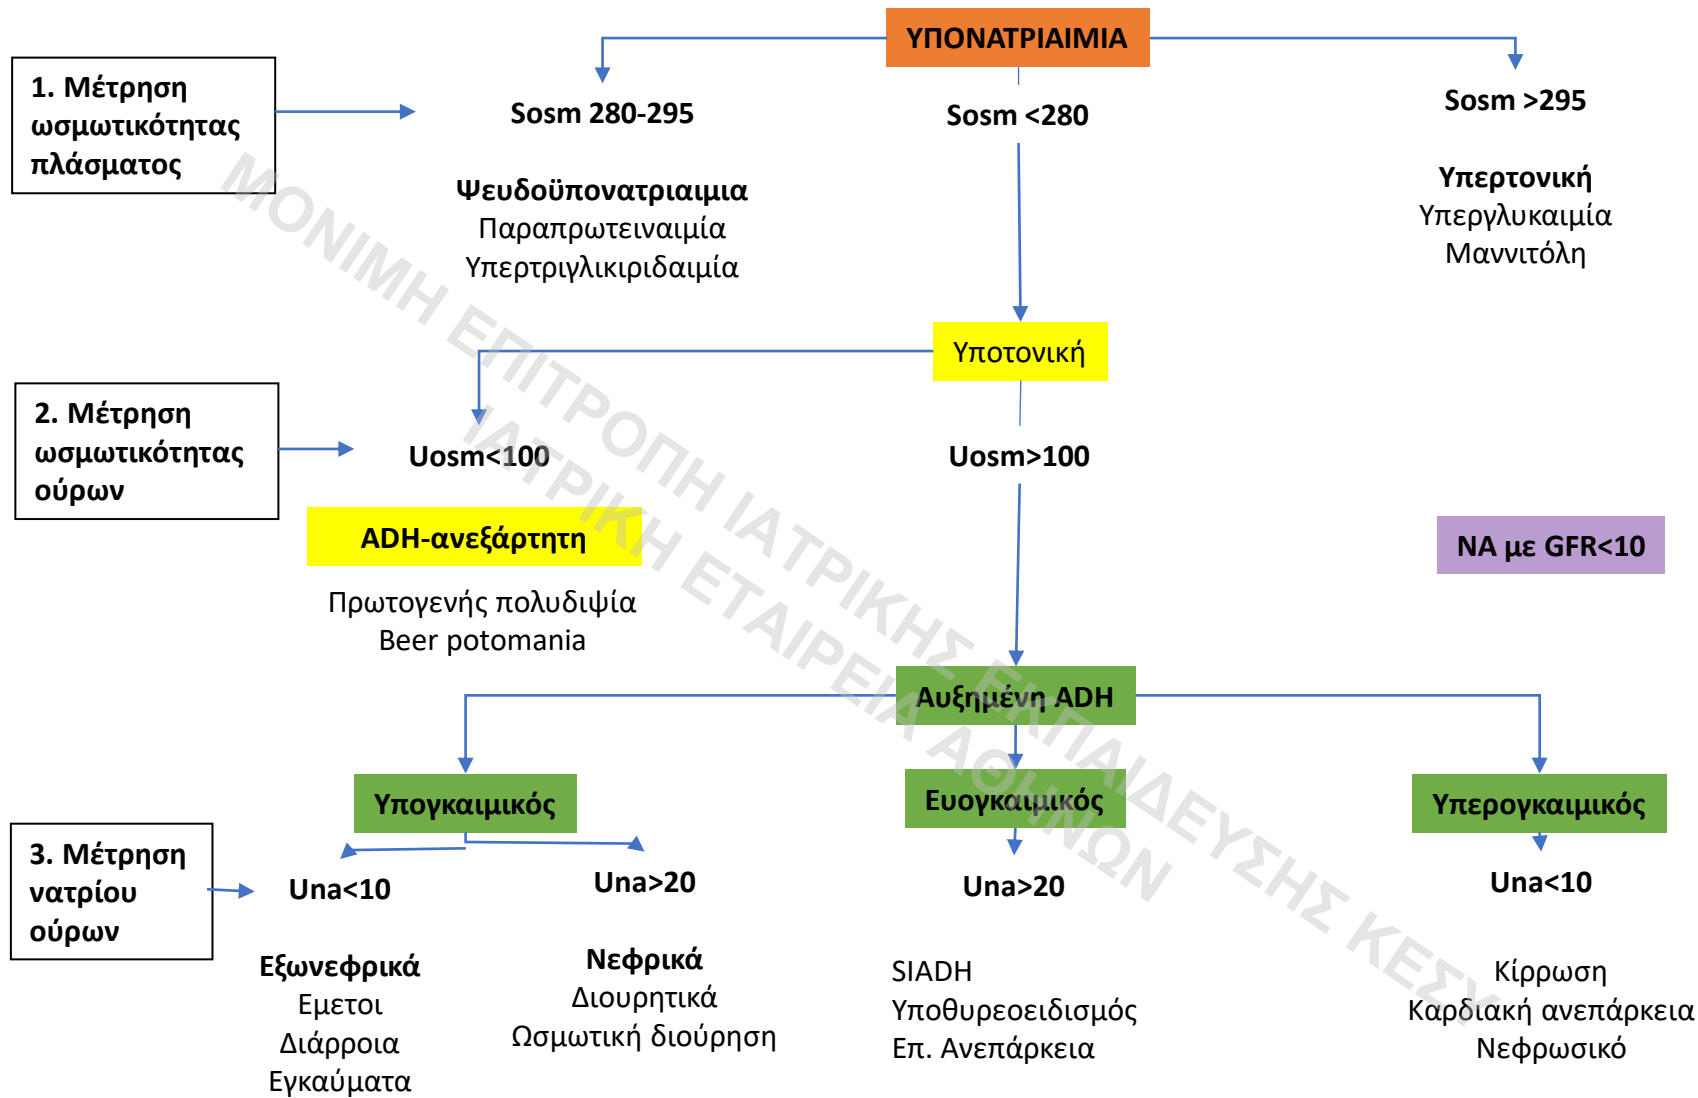 ΥΠΟΝΑΤΡΙΑΙΜΙΑ
1. Μέτρηση
ωσμωτικότητας
πλάσματος
Sosm 280-295
Sosm <280
Sosm >295
Ψευδοϋπονατριαιμια
Παραπρωτειναιμία
Υπερτριγλικιριδαιμία
Υπερτονική
Υπεργλυκαιμία
Μαννιτόλη
Υποτονική
2. Μέτρηση
ωσμωτικότητας
ούρων
Uosm<100
Uosm>100
ADH-ανεξάρτητη
Πρωτογενής πολυδιψία
Beer potomania
ΝΑ με GFR<10
Αυξημένη ADH
Υπογκαιμικός
Ευογκαιμικός
Υπερογκαιμικός
3. Μέτρηση
νατρίου
ούρων
Una<10
Una>20
Una>20
Una<10
Εξωνεφρικά
Εμετοι
Διάρροια
Εγκαύματα
Νεφρικά
Διουρητικά
Ωσμωτική διούρηση
SIADH
Υποθυρεοειδισμός
Επ. Ανεπάρκεια
Κίρρωση
Καρδιακή ανεπάρκεια
Νεφρωσικό
ΜΟΝΙΜΗ ΕΠΙΤΡΟΠΗ ΙΑΤΡΙΚΗΣ ΕΚΠΑΙΔΕΥΣΗΣ ΚΕΣΥ
ΙΑΤΡΙΚΗ ΕΤΑΙΡΕΙΑ ΑΘΗΝΩΝ